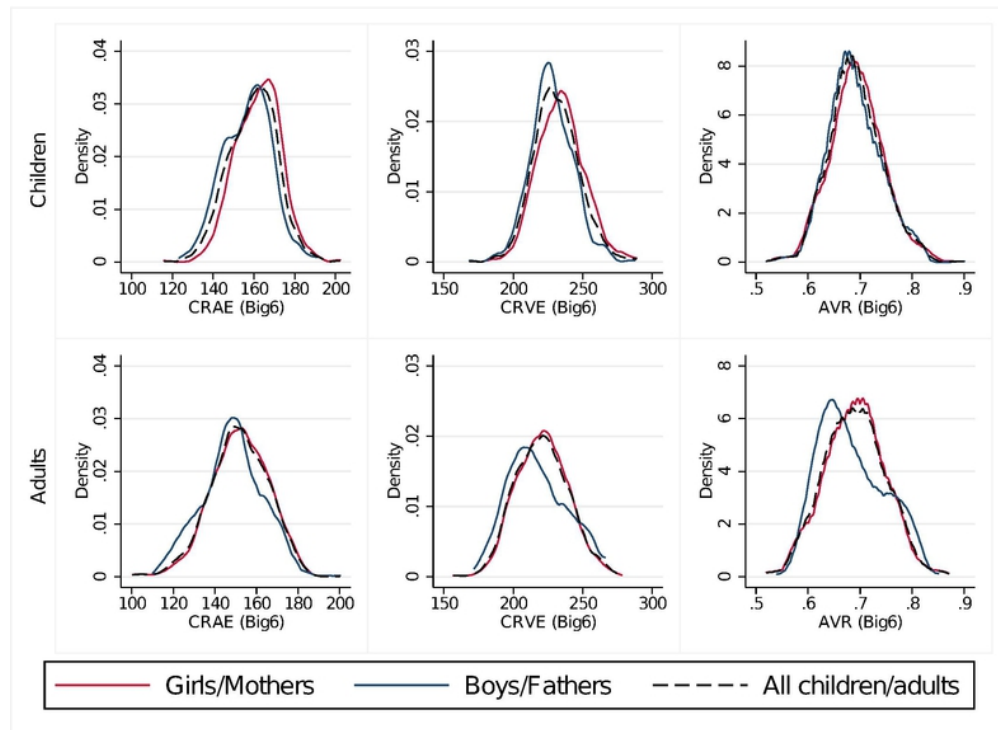 Children
Density
0 .01 .02 .03 .04
100 120 140 160 180 200
CRAE (Big6)
Density
0 .01 .02 .03
150 200 250 300
CRVE (Big6)
Density
0 2 4 6 8
.5 .6 .7 .8 .9
AVR (Big6)
Adults
Density
0 .01 .02 .03 .04
100 120 140 160 180 200
CRAE (Big6)
Density
0 .01 .02 .03
150 200 250 300
CRVE (Big6)
Density
0 2 4 6 8
.5 .6 .7 .8 .9
AVR (Big6)
Girls/Mothers Boys/Fathers All children/adults